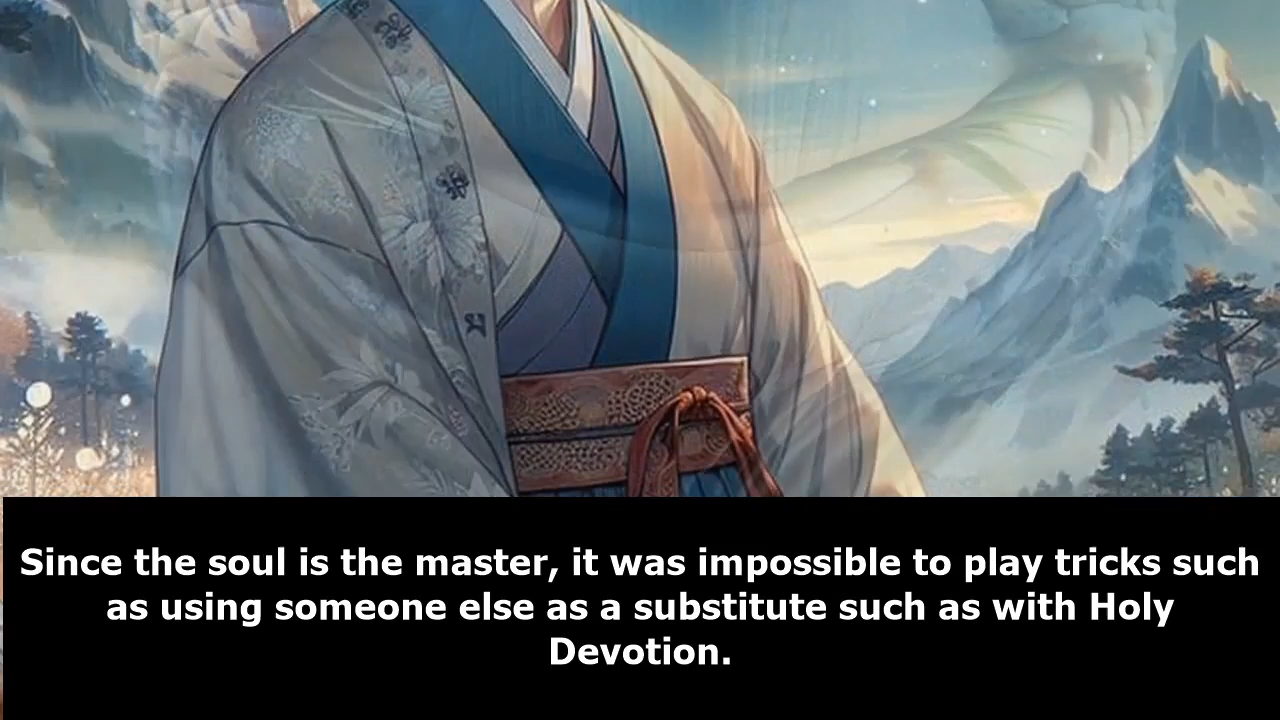 Since the soul is the master, it was impossible to play tricks such
as using someone else as a substitute such as with Holy
Devotion.